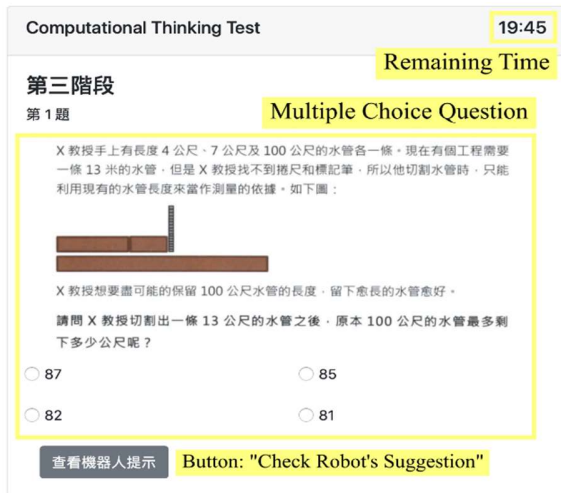 Computational Thinking Test
19:45
Remaining Time
第三階段
第 1 題
Multiple Choice Question
X 教授手上有長度 4 公尺、7 公尺及 100 公尺的水管各一條。現在有個工程需要
一條 13 米的水管，但是 X 教授找不到捲尺和標記筆，所以他切割水管時，只能
利用現有的水管長度來當作測量的依據。如下圖：
X 教授想要盡可能的保留 100 公尺水管的長度，留下愈長的水管愈好。
請問 X 教授切割出一條 13 公尺的水管之後，原本 100 公尺的水管最多剩
下多少公尺呢？
87
85
82
81
查看機器人提示
Button: "Check Robot's Suggestion"